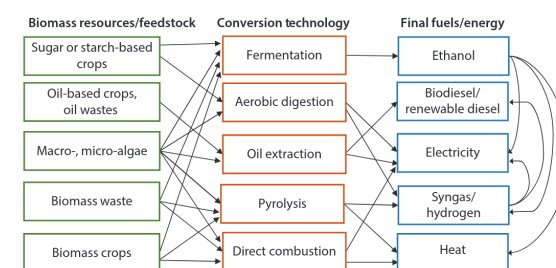 Biomass resources/feedstock
Conversion technology
Final fuels/energy
Sugar or starch-based
crops
Fermentation
Ethanol
Oil-based crops,
oil wastes
Aerobic digestion
Biodiesel/
renewable diesel
Macro-, micro-algae
Oil extraction
Electricity
Biomass waste
Pyrolysis
Syngas/
hydrogen
Biomass crops
Direct combustion
Heat